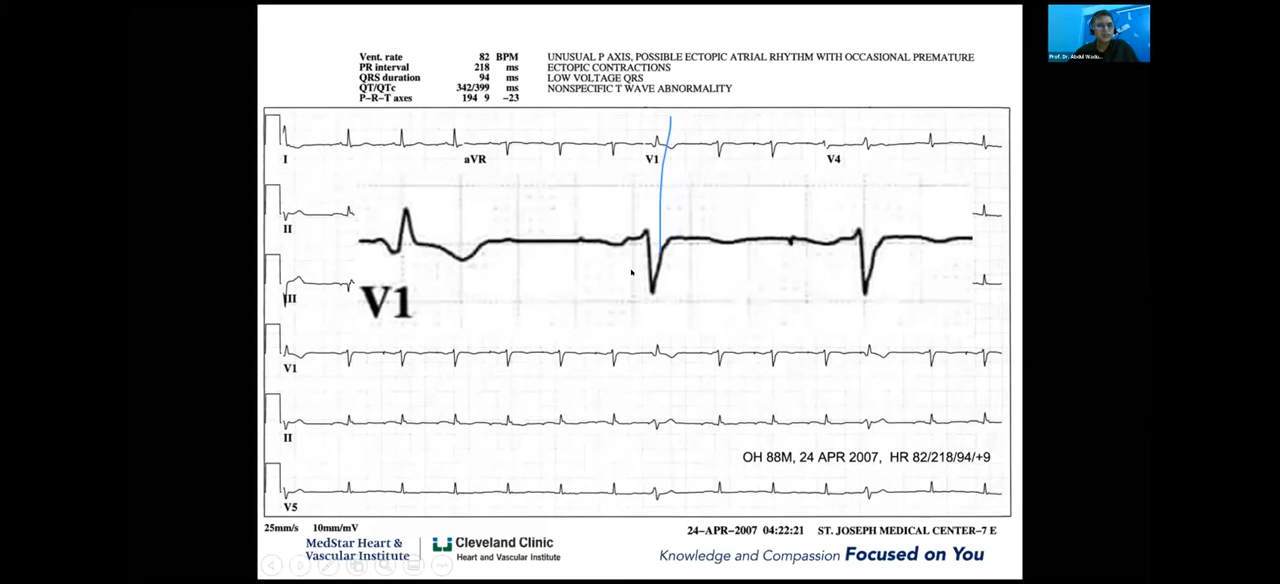 Vent. rate 82 BPM
PR interval 218 ms
QRS duration 94 ms
QT/QTc 342/399 ms
P-R-T axes 194 9 -23
UNUSUAL P AXIS, POSSIBLE ECTOPIC ATRIAL RHYTHM WITH OCCASIONAL PREMATURE
ECTOPIC CONTRACTIONS
LOW VOLTAGE QRS
NONSPECIFIC T WAVE ABNORMALITY
Prof. Dr. Abdul Wadu...
I
aVR
V1
V4
II
III
V1
V1
II
V5
OH 88M, 24 APR 2007, HR 82/218/94/+9
25mm/s 10mm/mV
24-APR-2007 04:22:21 ST. JOSEPH MEDICAL CENTER-7 E
MedStar Heart &
Vascular Institute
Cleveland Clinic
Heart and Vascular Institute
Knowledge and Compassion Focused on You